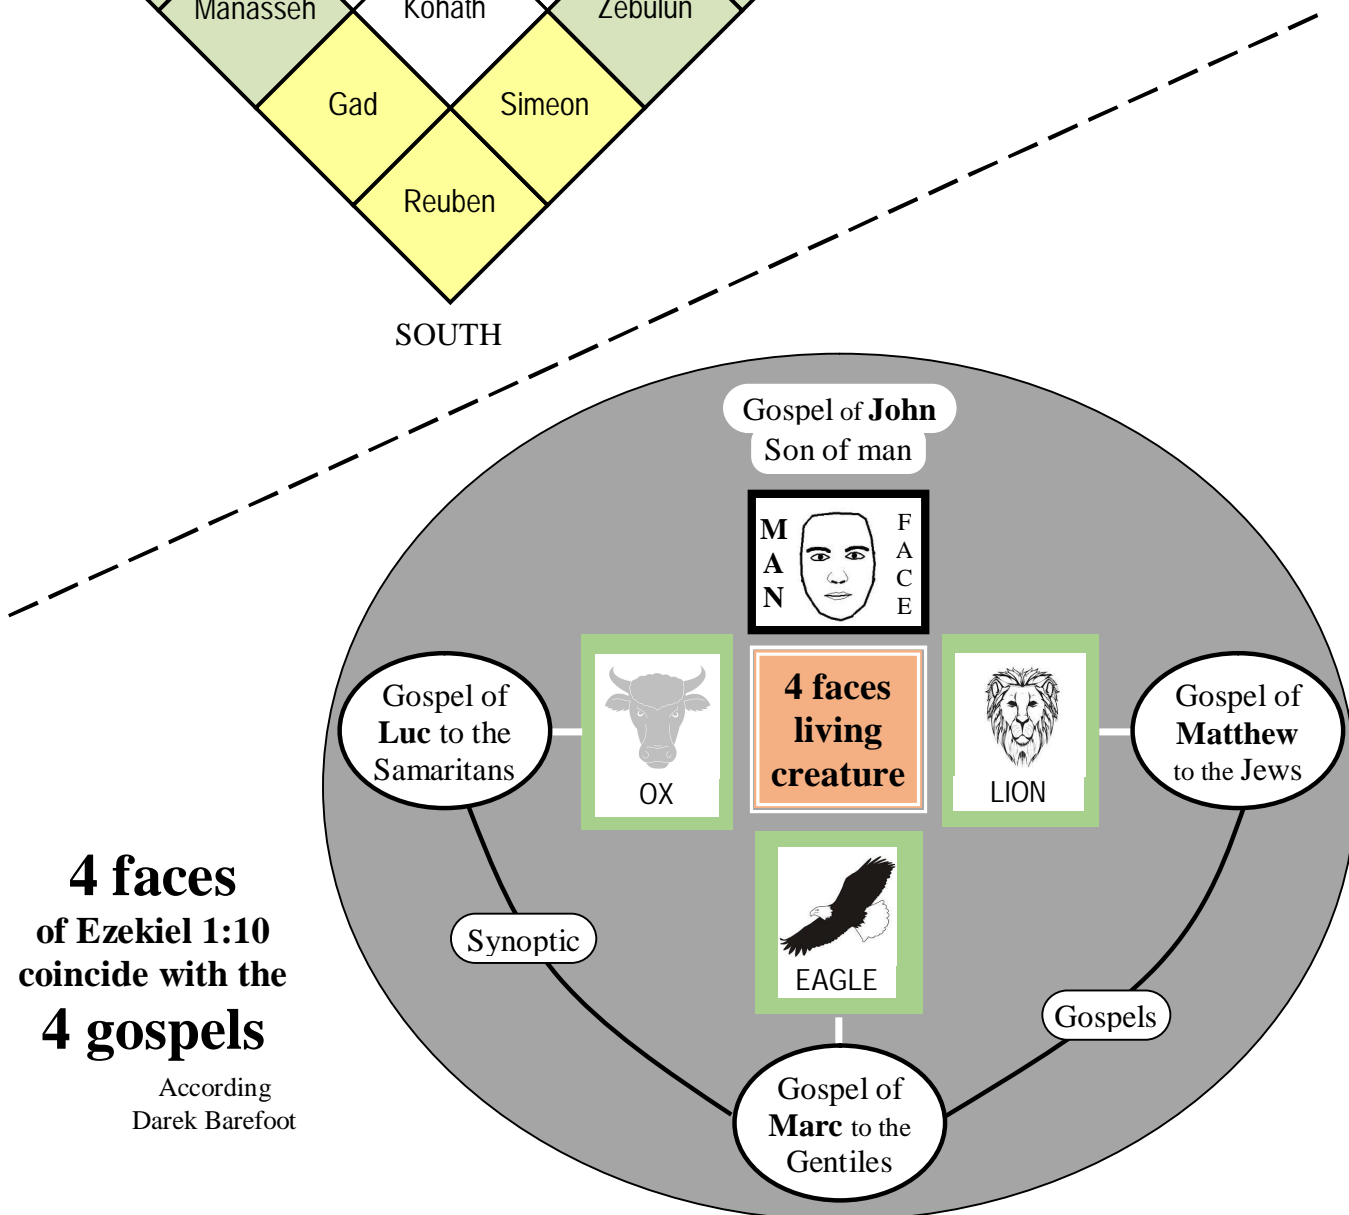 Manasseh
Kohath
Zebulun
Gad
Simeon
Reuben
SOUTH
Gospel of John
Son of man
MAN
FACE
Gospel of
Luc to the
Samaritans
OX
4 faces
living
creature
LION
Gospel of
Matthew
to the Jews
EAGLE
Synoptic
Gospels
Gospel of
Marc to the
Gentiles
4 faces
of Ezekiel 1:10
coincide with the
4 gospels
According
Darek Barefoot